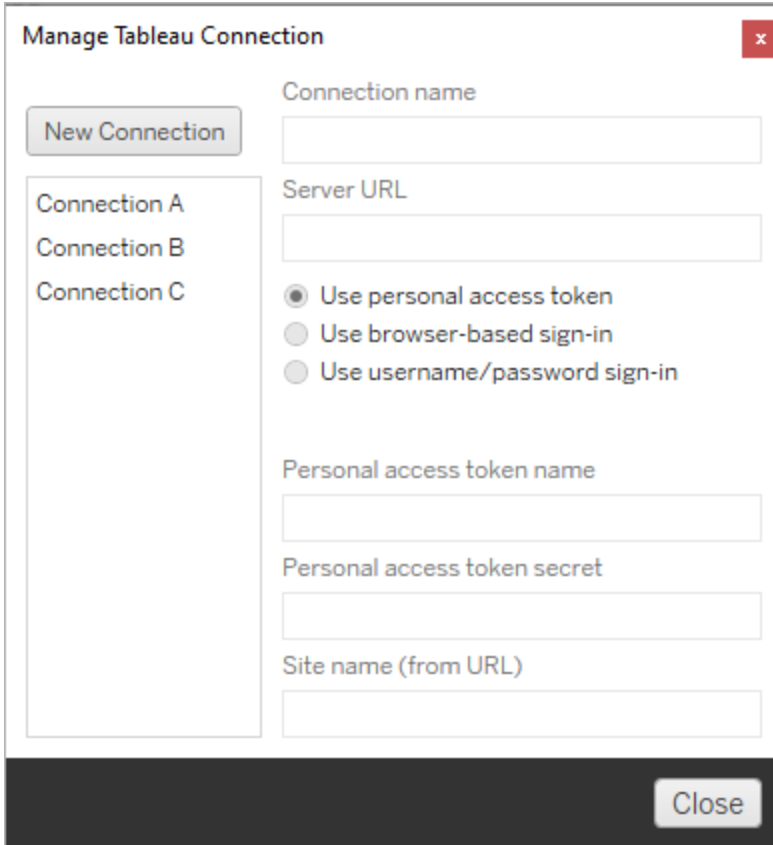 Manage Tableau Connection
x
New Connection
Connection A
Connection B
Connection C
Connection name
Server URL
Use personal access token
Use browser-based sign-in
Use username/password sign-in
Personal access token name
Personal access token secret
Site name (from URL)
Close